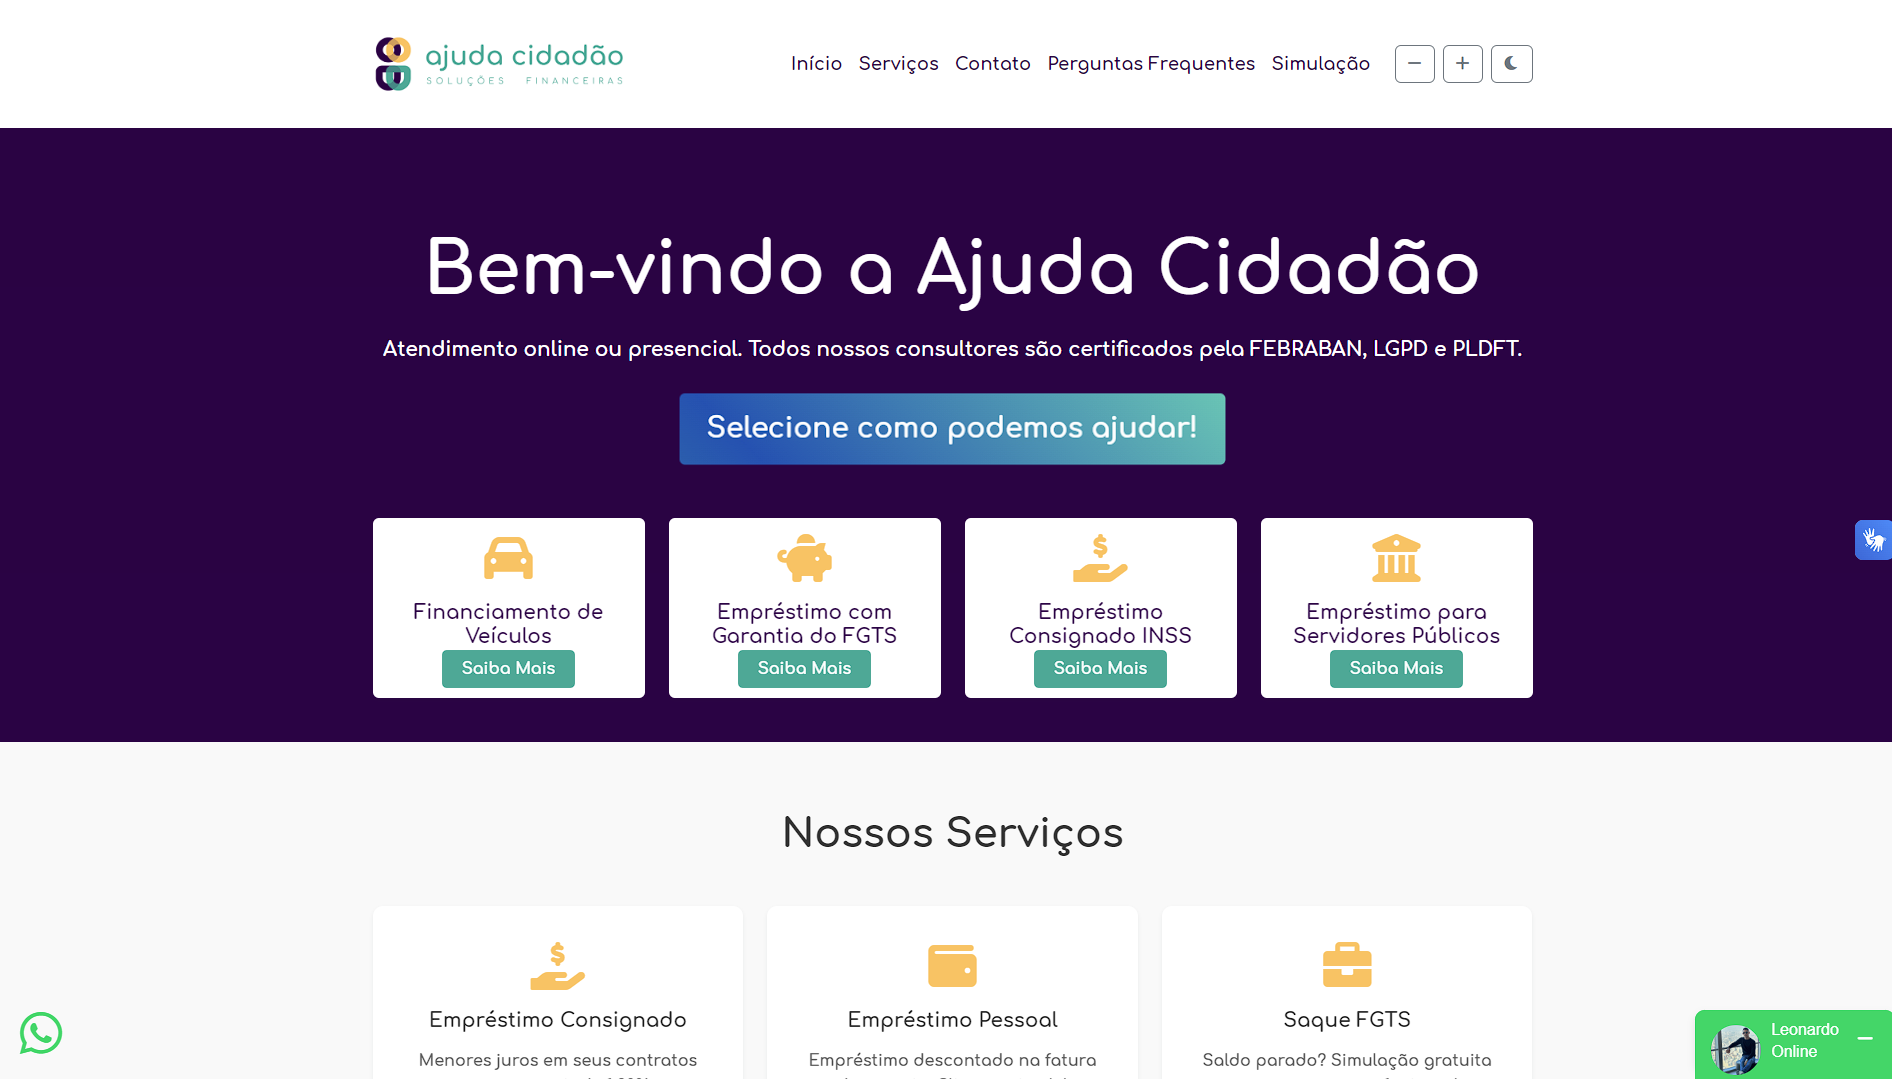 ajuda cidadão
SOLUÇÕES FINANCEIRAS
Início Serviços Contato Perguntas Frequentes Simulação
Bem-vindo a Ajuda Cidadão
Atendimento online ou presencial. Todos nossos consultores são certificados pela FEBRABAN, LGPD e PLDFT.
Selecione como podemos ajudar!
Financiamento de
Veículos
Saiba Mais
Empréstimo com
Garantia do FGTS
Saiba Mais
Empréstimo
Consignado INSS
Saiba Mais
Empréstimo para
Servidores Públicos
Saiba Mais
Nossos Serviços
Empréstimo Consignado
Menores juros em seus contratos
Empréstimo Pessoal
Empréstimo descontado na fatura
Saque FGTS
Saldo parado? Simulação gratuita
Leonardo
Online